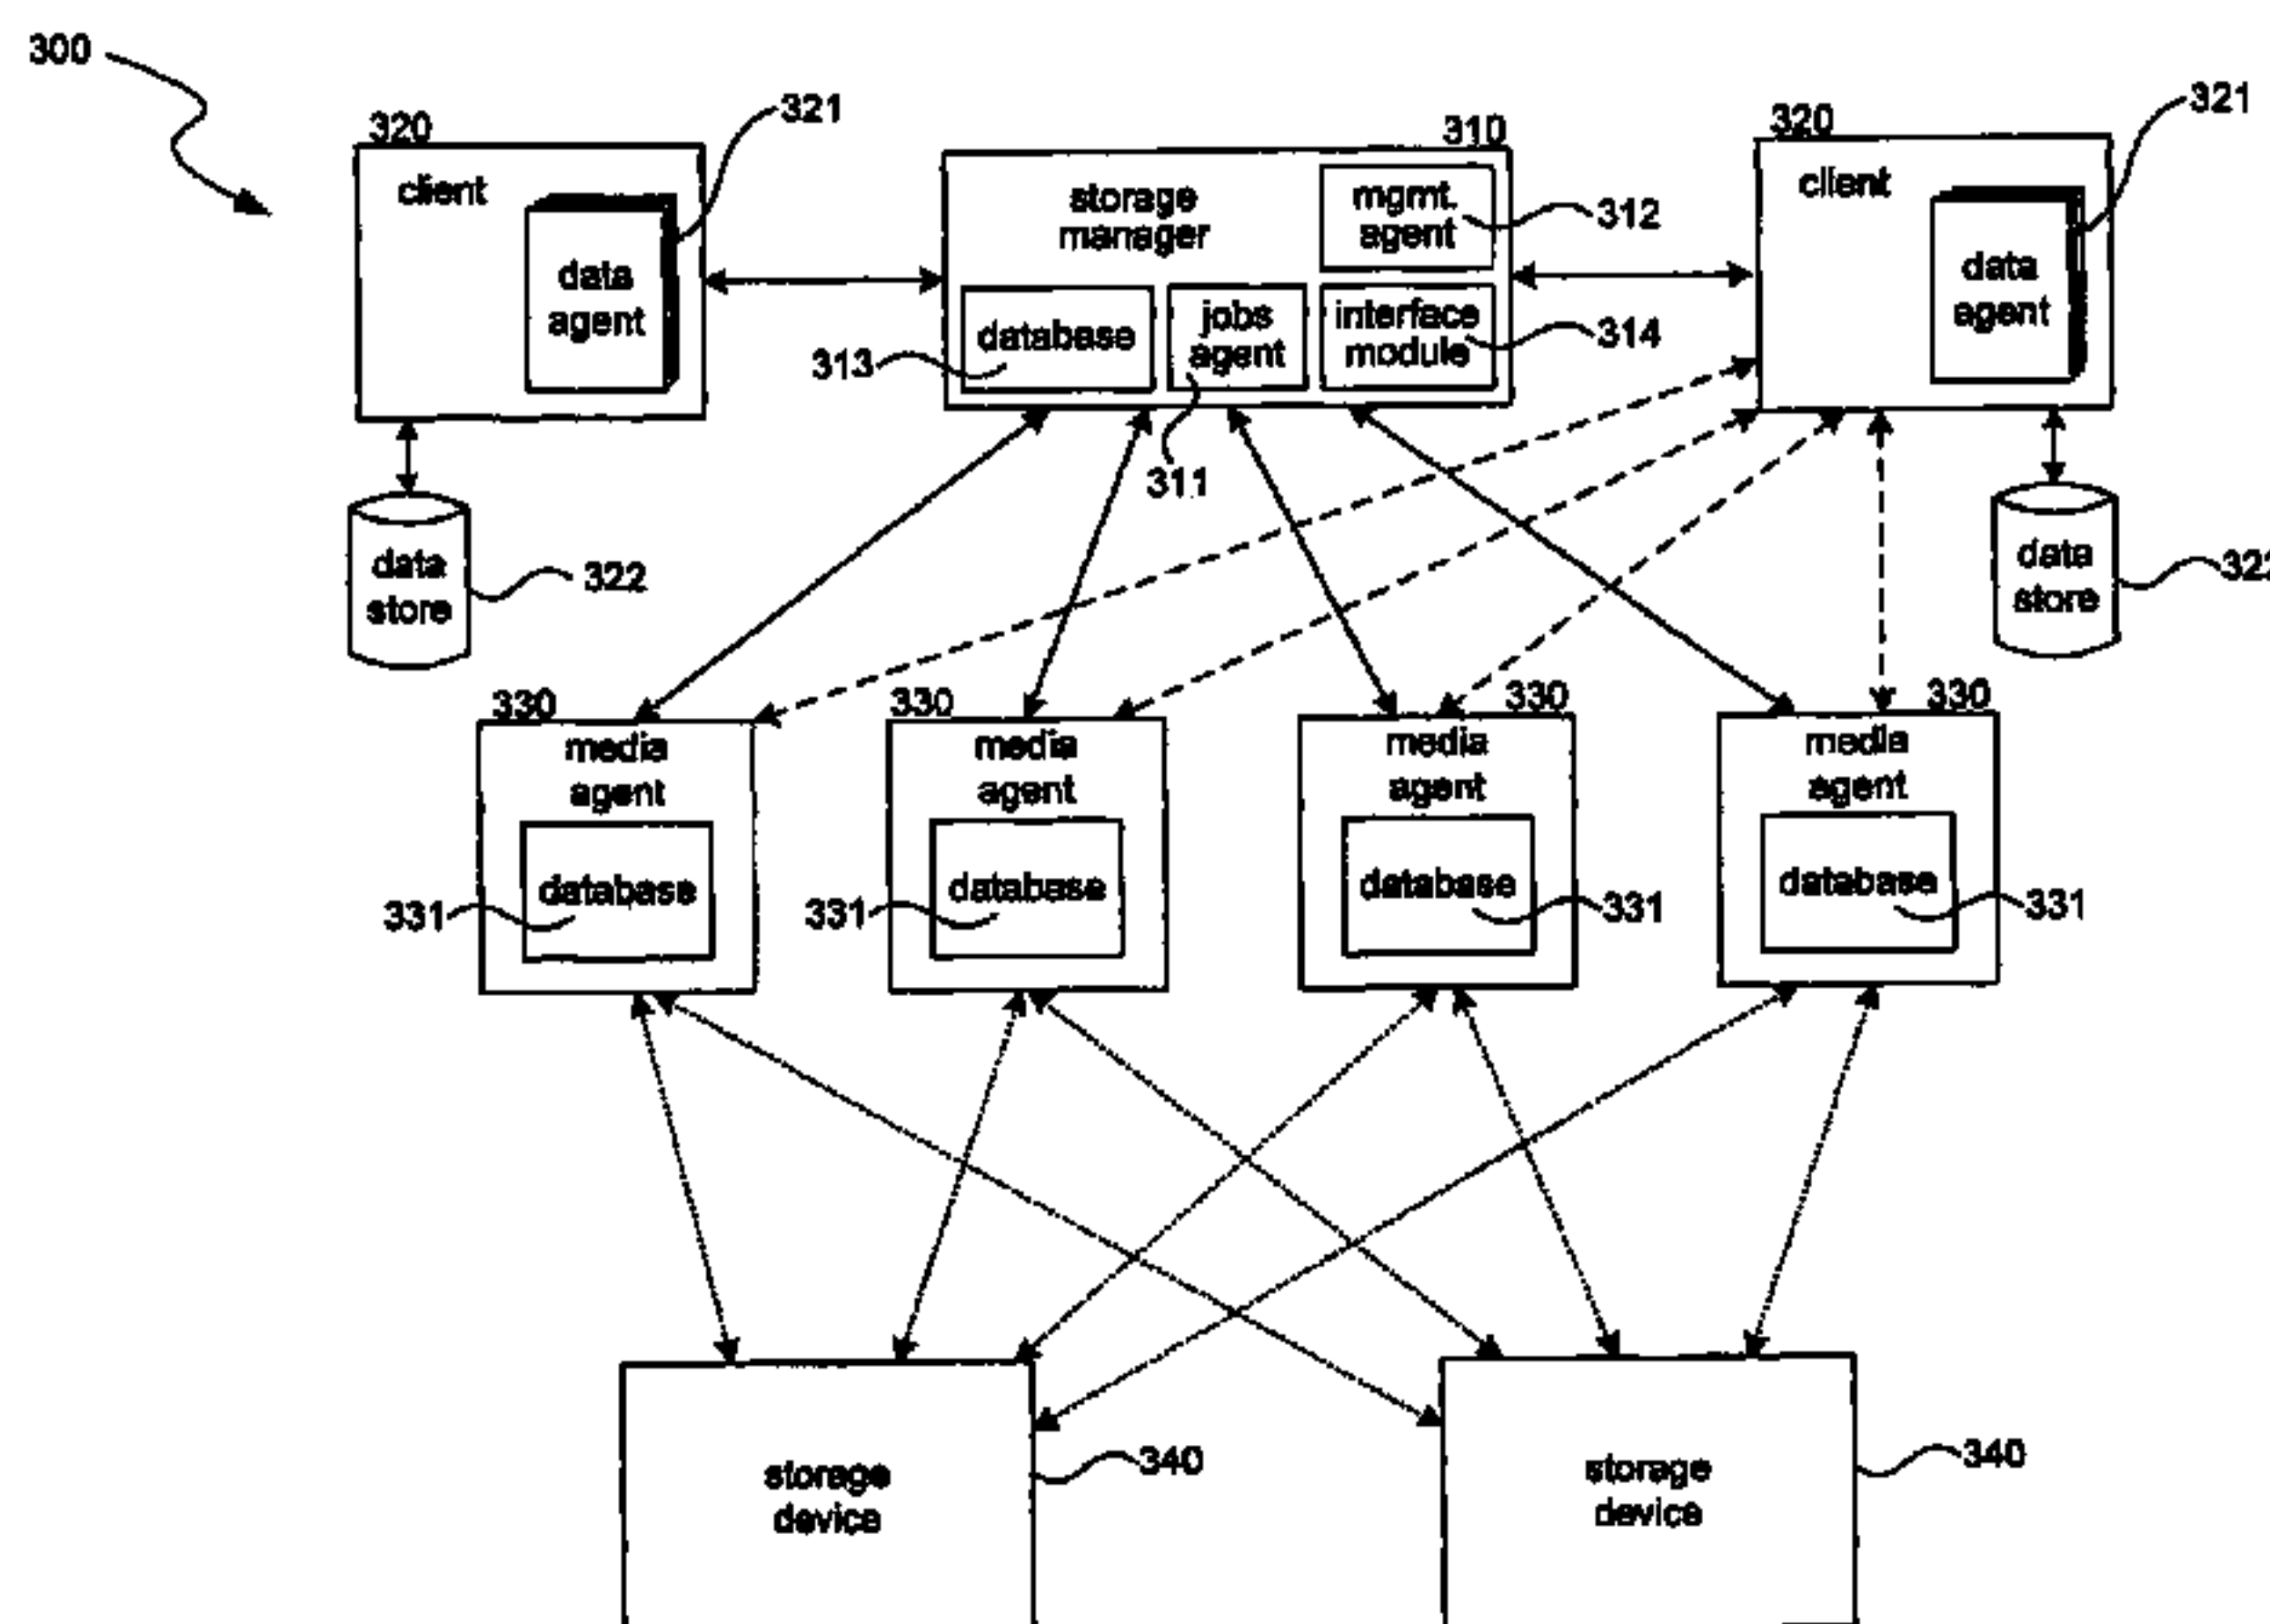 300
320
321
310
320
321
client
storage
manager
mgmt.
agent
312
client
data
agent
data
agent
313
database
jobs
agent
interface
module
314
311
data
store
322
data
store
322
330
330
330
330
media
agent
media
agent
media
agent
media
agent
331
database
331
database
database
331
database
331
storage
device
340
storage
device
340